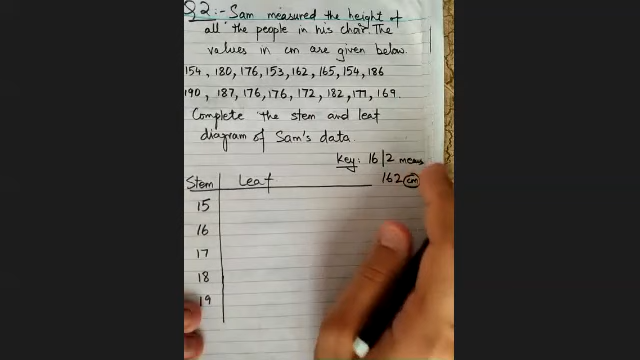 Q2:- Sam measured the height of
all the people in his choir. The
values in cm are given below.
154, 180, 176, 153, 162, 165, 154, 186
190, 187, 176, 176, 172, 182, 177, 169.
Complete the stem and leaf
diagram of Sam's data.
Key: 16|2 means
162 cm
Stem Leaf
15
16
17
18
19